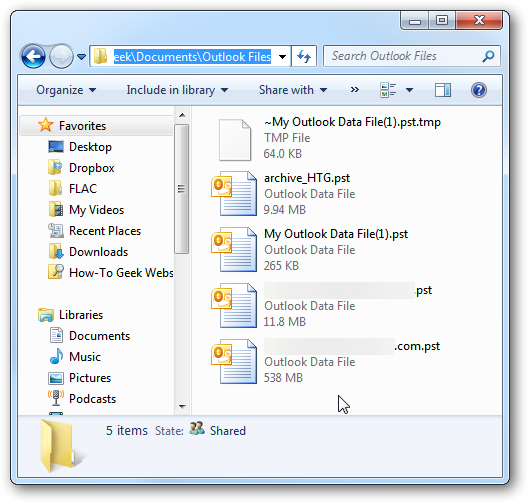 eek\Documents\Outlook Files
Search Outlook Files
Organize
Include in library
Share with
»
Favorites
Desktop
Dropbox
FLAC
My Videos
Recent Places
Downloads
How-To Geek Webs
Libraries
Documents
Music
Pictures
Podcasts
~My Outlook Data File(1).pst.tmp
TMP File
64.0 KB
archive_HTG.pst
Outlook Data File
9.94 MB
My Outlook Data File(1).pst
Outlook Data File
265 KB
.pst
Outlook Data File
11.8 MB
.com.pst
Outlook Data File
538 MB
5 items State: Shared